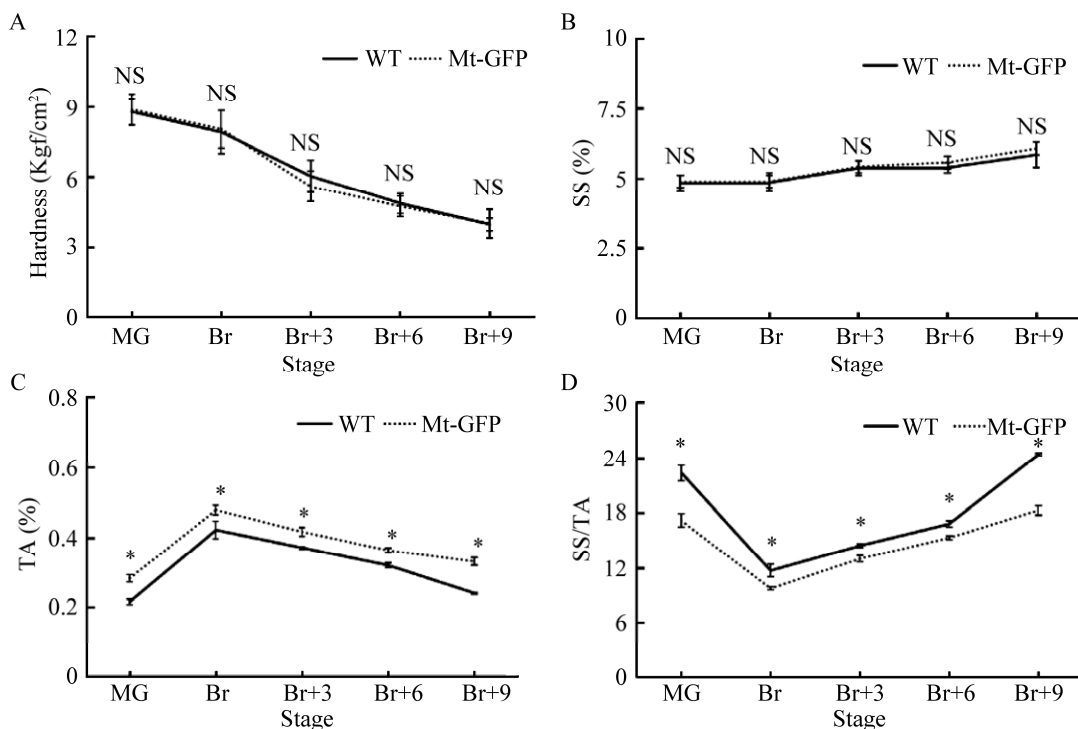 A
12
9
6
3
0
Hardness (Kgf/cm²)
WT Mt-GFP
NS
NS
NS
NS
NS
MG Br Br+3 Br+6 Br+9
Stage
B
10
7.5
5
2.5
0
SS (%)
WT Mt-GFP
NS
NS
NS
NS
NS
MG Br Br+3 Br+6 Br+9
Stage
C
0.8
0.6
0.4
0.2
0
TA (%)
WT Mt-GFP
*
*
*
*
*
MG Br Br+3 Br+6 Br+9
Stage
D
30
24
18
12
6
0
SS/TA
WT Mt-GFP
*
*
*
*
*
MG Br Br+3 Br+6 Br+9
Stage